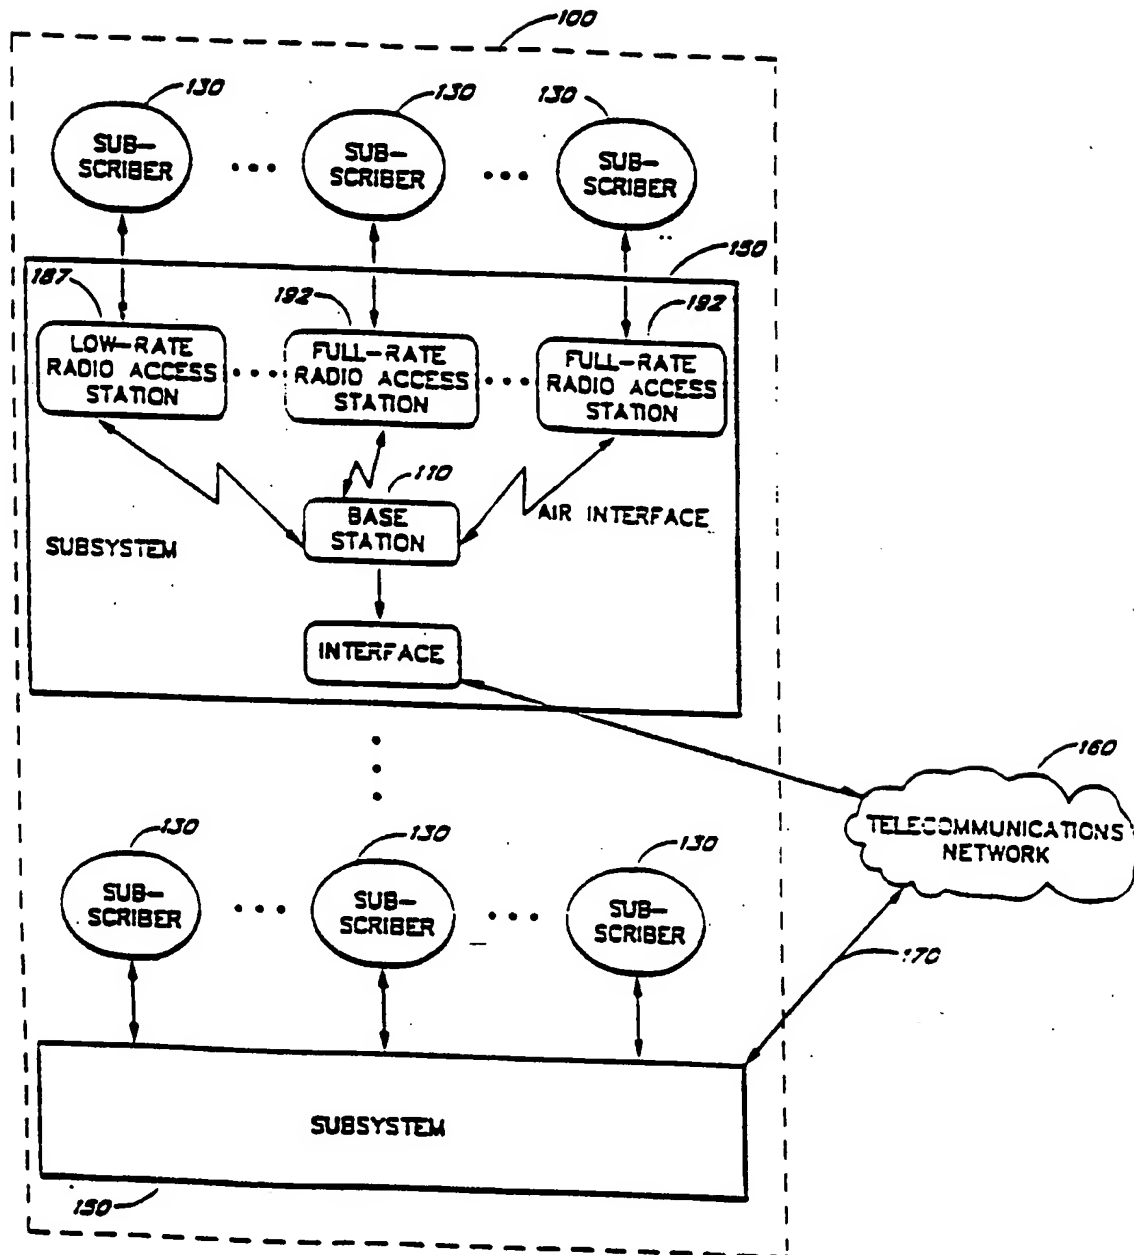 100
130
130
130
SUB-
SCRIBER
SUB-
SCRIBER
SUB-
SCRIBER
150
187
192
192
LOW-RATE
RADIO ACCESS
STATION
FULL-RATE
RADIO ACCESS
STATION
FULL-RATE
RADIO ACCESS
STATION
110
BASE
STATION
AIR INTERFACE
SUBSYSTEM
INTERFACE
160
TELECOMMUNICATIONS
NETWORK
130
130
130
SUB-
SCRIBER
SUB-
SCRIBER
SUB-
SCRIBER
170
SUBSYSTEM
150